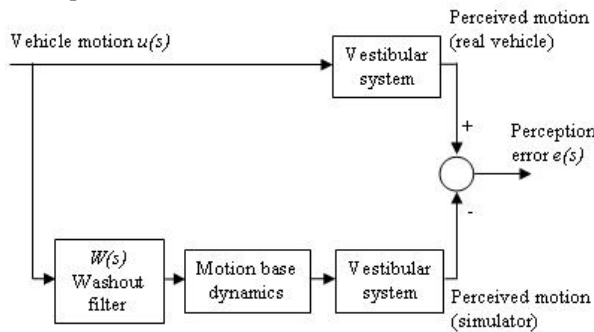 Perceived motion
(real vehicle)
Vehicle motion u(s)
Vestibular
system
+
Perception
error e(s)
-
W(s)
Washout
filter
Motion base
dynamics
Vestibular
system
Perceived motion
(simulator)